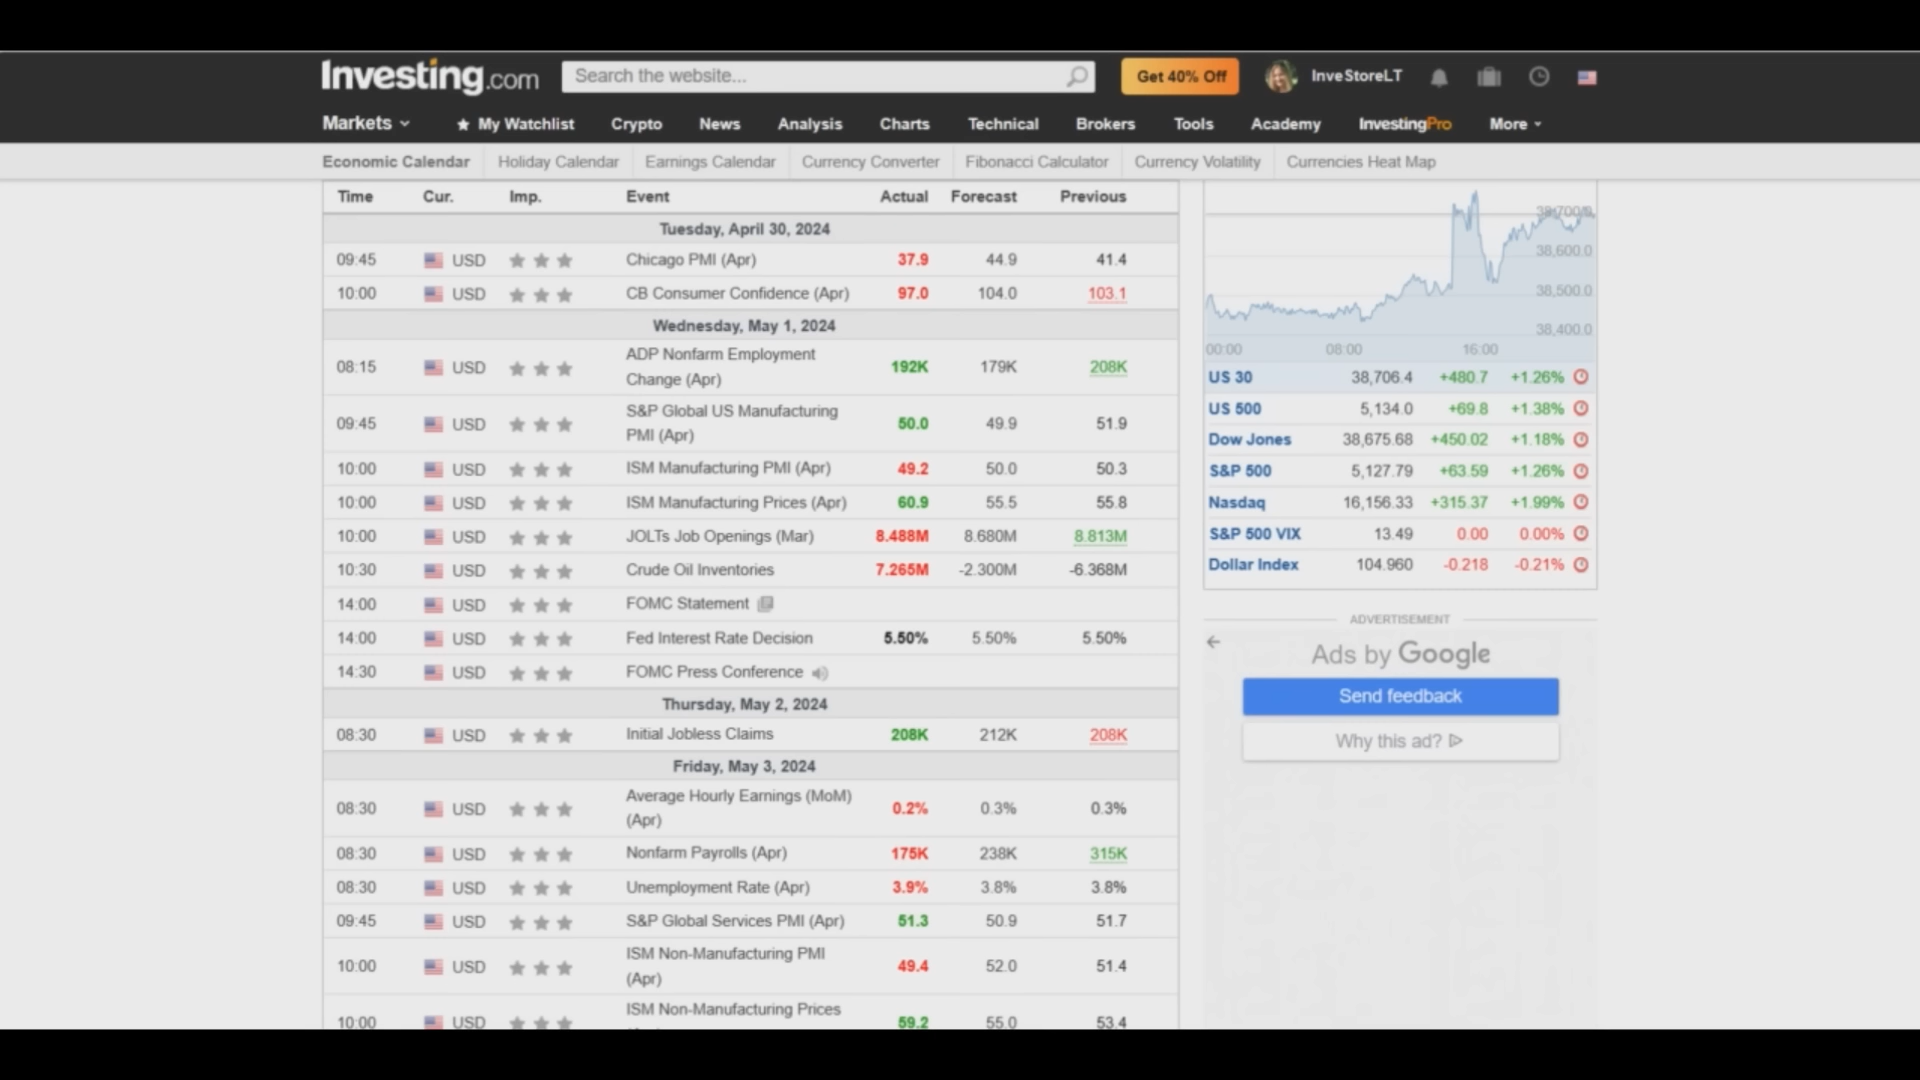 Investing.com
Search the website...
Get 40% Off
InveStoreLT
Markets
My Watchlist
Crypto
News
Analysis
Charts
Technical
Brokers
Tools
Academy
InvestingPro
More
Economic Calendar
Holiday Calendar
Earnings Calendar
Currency Converter
Fibonacci Calculator
Currency Volatility
Currencies Heat Map
Time Cur. Imp. Event Actual Forecast Previous
Tuesday, April 30, 2024
09:45 USD Chicago PMI (Apr) 37.9 44.9 41.4
10:00 USD CB Consumer Confidence (Apr) 97.0 104.0 103.1
Wednesday, May 1, 2024
08:15 USD ADP Nonfarm Employment
Change (Apr) 192K 179K 208K
09:45 USD S&P Global US Manufacturing
PMI (Apr) 50.0 49.9 51.9
10:00 USD ISM Manufacturing PMI (Apr) 49.2 50.0 50.3
10:00 USD ISM Manufacturing Prices (Apr) 60.9 55.5 55.8
10:00 USD JOLTs Job Openings (Mar) 8.488M 8.680M 8.813M
10:30 USD Crude Oil Inventories 7.265M -2.300M -6.368M
14:00 USD FOMC Statement
14:00 USD Fed Interest Rate Decision 5.50% 5.50% 5.50%
14:30 USD FOMC Press Conference
Thursday, May 2, 2024
08:30 USD Initial Jobless Claims 208K 212K 208K
Friday, May 3, 2024
08:30 USD Average Hourly Earnings (MoM)
(Apr) 0.2% 0.3% 0.3%
08:30 USD Nonfarm Payrolls (Apr) 175K 238K 315K
08:30 USD Unemployment Rate (Apr) 3.9% 3.8% 3.8%
09:45 USD S&P Global Services PMI (Apr) 51.3 50.9 51.7
10:00 USD ISM Non-Manufacturing PMI
(Apr) 49.4 52.0 51.4
10:00 USD ISM Non-Manufacturing Prices 59.2 55.0 53.4
38,700.0
38,600.0
38,500.0
38,400.0
00:00 08:00 16:00
US 30 38,706.4 +480.7 +1.26%
US 500 5,134.0 +69.8 +1.38%
Dow Jones 38,675.68 +450.02 +1.18%
S&P 500 5,127.79 +63.59 +1.26%
Nasdaq 16,156.33 +315.37 +1.99%
S&P 500 VIX 13.49 0.00 0.00%
Dollar Index 104.960 -0.218 -0.21%
ADVERTISEMENT
Ads by Google
Send feedback
Why this ad?